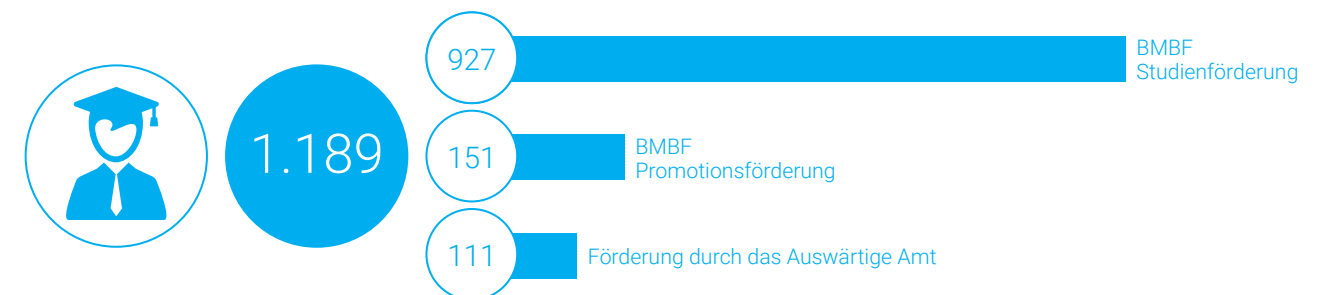 1.189
927
BMBF
Studienförderung
151
BMBF
Promotionsförderung
111
Förderung durch das Auswärtige Amt